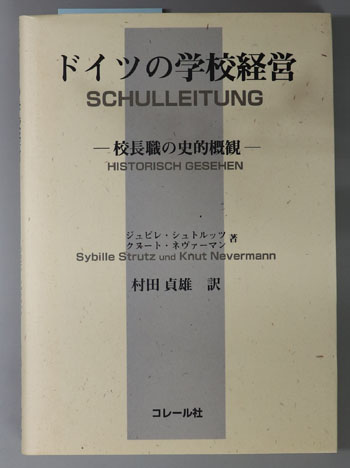 ドイツの学校経営
SCHULLEITUNG
―校長職の史的概観―
HISTORISCH GESEHEN
ジュビレ・シュトルッツ
クヌート・ネヴァーマン 著
Sybille Strutz und Knut Nevermann
村田 貞雄 訳
コレール社